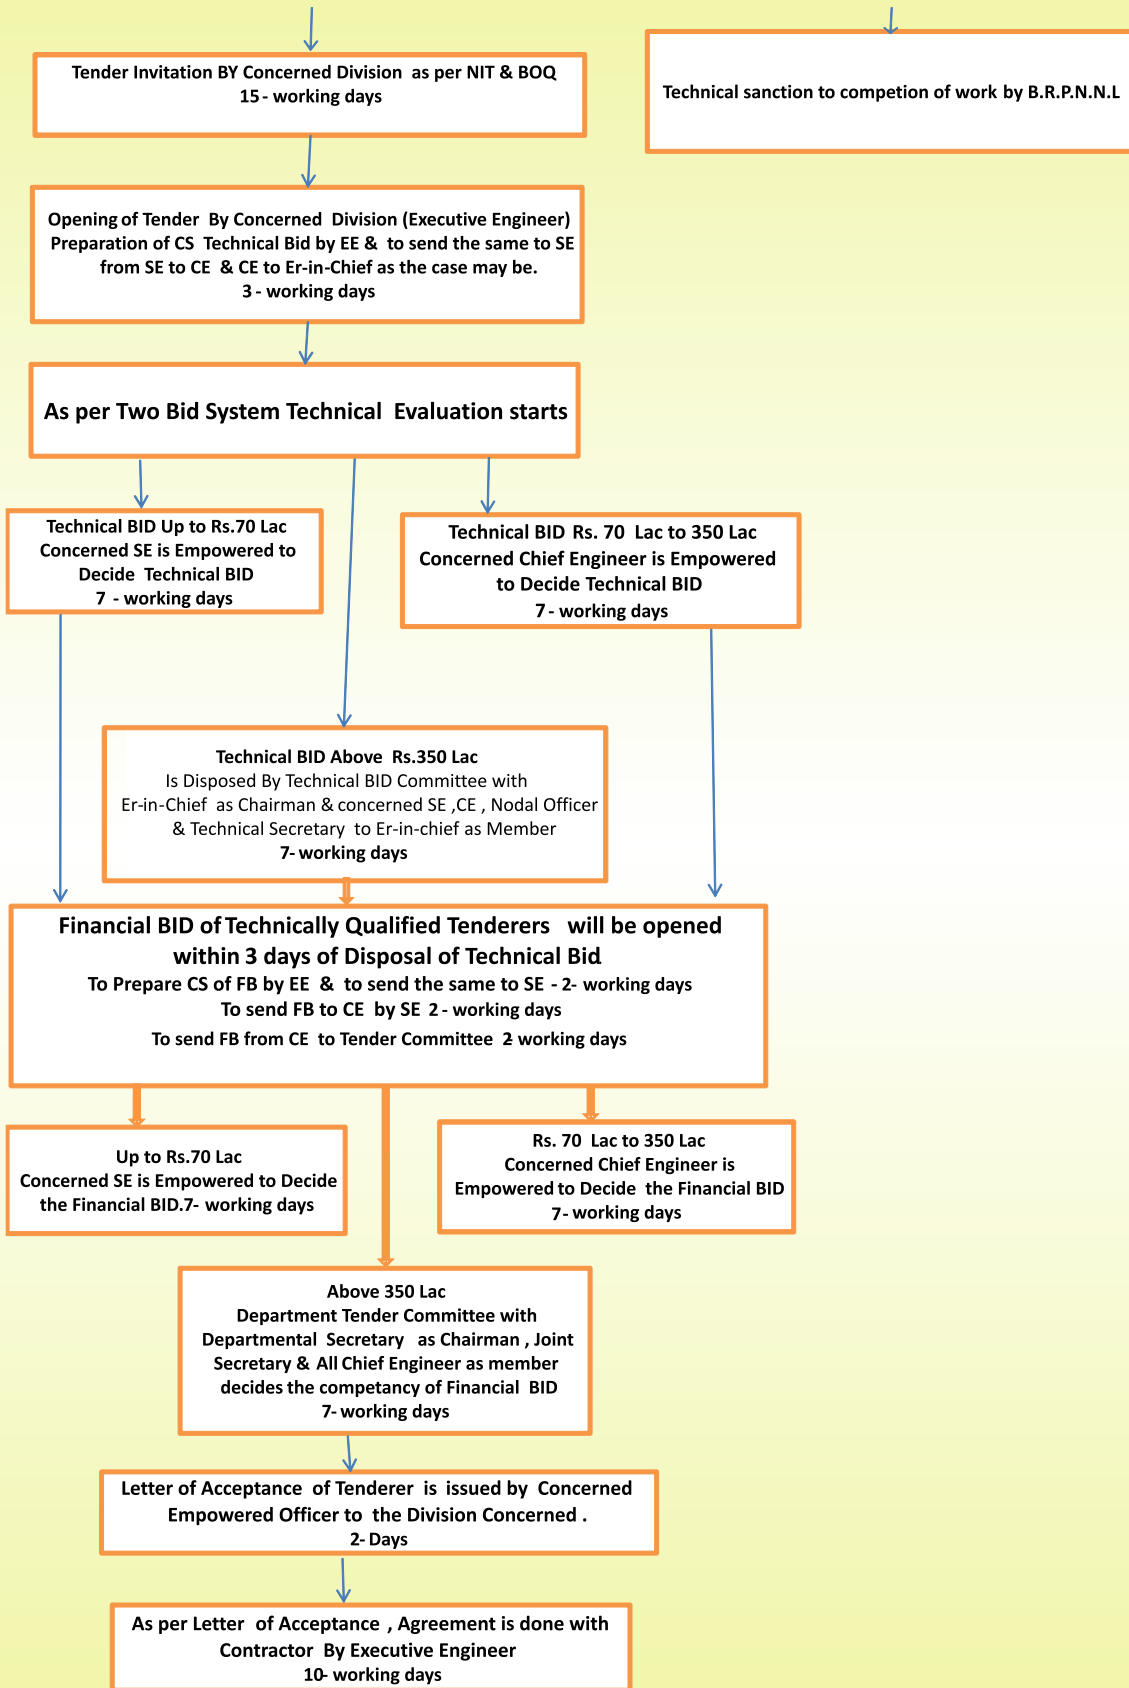 Tender Invitation BY Concerned Division as per NIT & BOQ
15 - working days
Technical sanction to competion of work by B.R.P.N.N.L
Opening of Tender By Concerned Division (Executive Engineer)
Preparation of CS Technical Bid by EE & to send the same to SE
from SE to CE & CE to Er-in-Chief as the case may be.
3 - working days
As per Two Bid System Technical Evaluation starts
Technical BID Up to Rs.70 Lac
Concerned SE is Empowered to
Decide Technical BID
7 - working days
Technical BID Rs. 70 Lac to 350 Lac
Concerned Chief Engineer is Empowered
to Decide Technical BID
7 - working days
Technical BID Above Rs.350 Lac
Is Disposed By Technical BID Committee with
Er-in-Chief as Chairman & concerned SE ,CE , Nodal Officer
& Technical Secretary to Er-in-chief as Member
7- working days
Financial BID of Technically Qualified Tenderers will be opened
within 3 days of Disposal of Technical Bid.
To Prepare CS of FB by EE & to send the same to SE - 2- working days
To send FB to CE by SE 2 - working days
To send FB from CE to Tender Committee 2- working days
Up to Rs.70 Lac
Concerned SE is Empowered to Decide
the Financial BID.7- working days
Rs. 70 Lac to 350 Lac
Concerned Chief Engineer is
Empowered to Decide the Financial BID
7- working days
Above 350 Lac
Department Tender Committee with
Departmental Secretary as Chairman , Joint
Secretary & All Chief Engineer as member
decides the competancy of Financial BID
7- working days
Letter of Acceptance of Tenderer is issued by Concerned
Empowered Officer to the Division Concerned .
2- Days
As per Letter of Acceptance , Agreement is done with
Contractor By Executive Engineer
10- working days